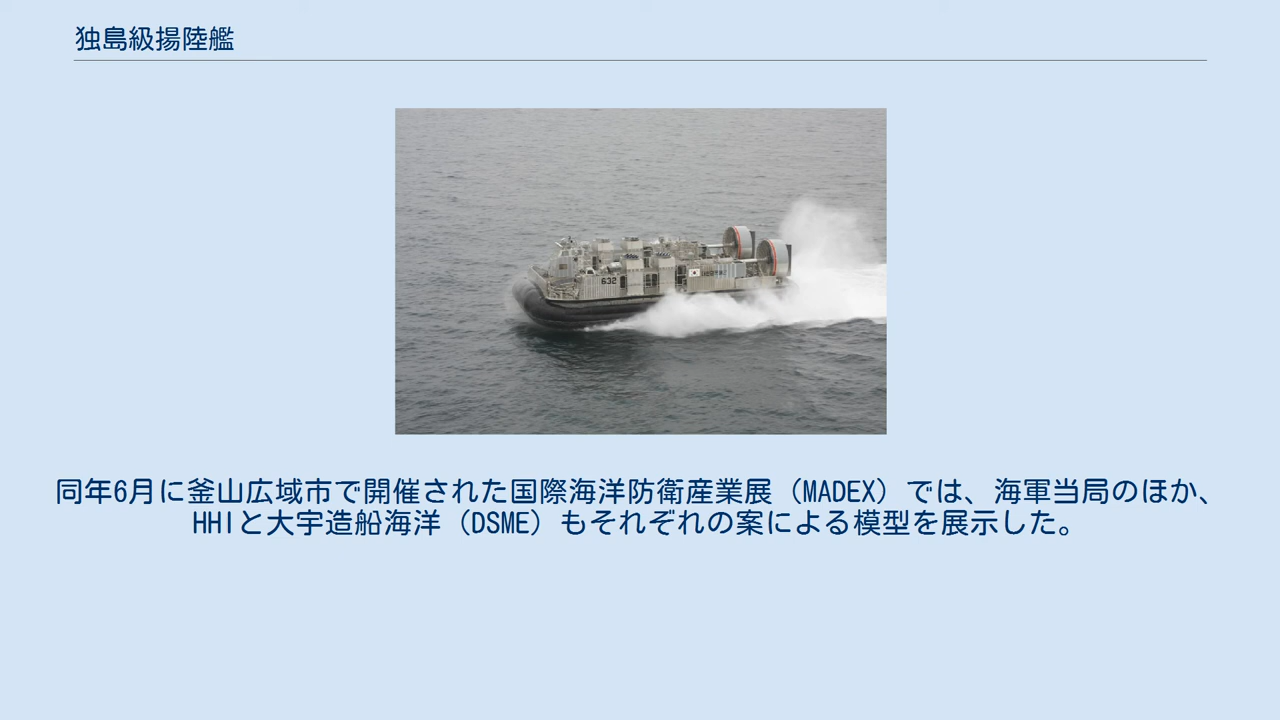 独島級揚陸艦
632
同年6月に釜山広域市で開催された国際海洋防衛産業展（MADEX）では、海軍当局のほか、
HHIと大宇造船海洋（DSME）もそれぞれの案による模型を展示した。